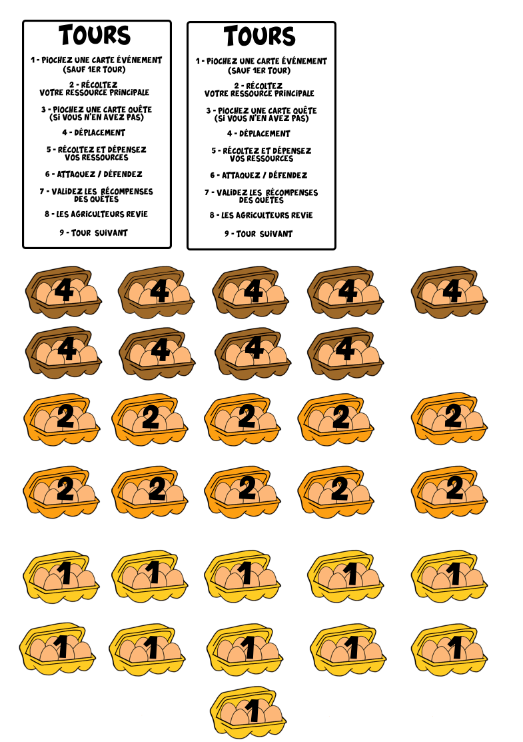 TOURS
1 - PIOCHEZ UNE CARTE ÉVÉNEMENT
(SAUF 1ER TOUR)
2 - RÉCOLTEZ
VOTRE RESSOURCE PRINCIPALE
3 - PIOCHEZ UNE CARTE QUÊTE
(SI VOUS N'EN AVEZ PAS)
4 - DÉPLACEMENT
5 - RÉCOLTEZ ET DÉPENSEZ
VOS RESSOURCES
6 - ATTAQUEZ / DÉFENDEZ
7 - VALIDEZ LES RÉCOMPENSES
DES QUÊTES
8 - LES AGRICULTEURS REVIE
9 - TOUR SUIVANT
TOURS
1 - PIOCHEZ UNE CARTE ÉVÉNEMENT
(SAUF 1ER TOUR)
2 - RÉCOLTEZ
VOTRE RESSOURCE PRINCIPALE
3 - PIOCHEZ UNE CARTE QUÊTE
(SI VOUS N'EN AVEZ PAS)
4 - DÉPLACEMENT
5 - RÉCOLTEZ ET DÉPENSEZ
VOS RESSOURCES
6 - ATTAQUEZ / DÉFENDEZ
7 - VALIDEZ LES RÉCOMPENSES
DES QUÊTES
8 - LES AGRICULTEURS REVIE
9 - TOUR SUIVANT
4 4 4 4 4
4 4 4 4
2 2 2 2 2
2 2 2 2 2
1 1 1 1 1
1 1 1 1 1
1